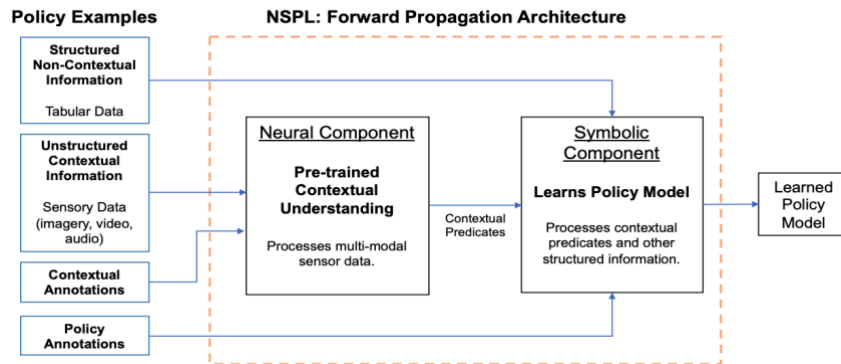 Policy Examples
NSPL: Forward Propagation Architecture
Structured
Non-Contextual
Information
Tabular Data
Unstructured
Contextual
Information
Sensory Data
(imagery, video,
audio)
Contextual
Annotations
Policy
Annotations
Neural Component
Pre-trained
Contextual
Understanding
Processes multi-modal
sensor data.
Contextual
Predicates
Symbolic
Component
Learns Policy Model
Processes contextual
predicates and other
structured information.
Learned
Policy
Model